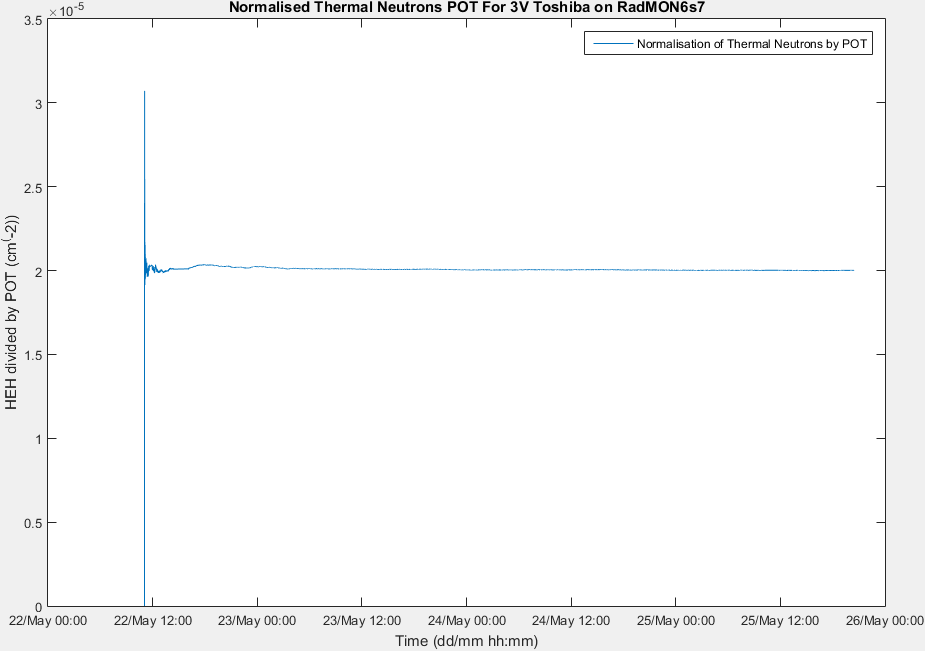 Normalised Thermal Neutrons POT For 3V Toshiba on RadMON6s7
×10-5
Normalisation of Thermal Neutrons by POT
3.5
3
2.5
2
1.5
1
0.5
0
HEH divided by POT (cm(-2))
22/May 00:00 22/May 12:00 23/May 00:00 23/May 12:00 24/May 00:00 24/May 12:00 25/May 00:00 25/May 12:00 26/May 00:00
Time (dd/mm hh:mm)